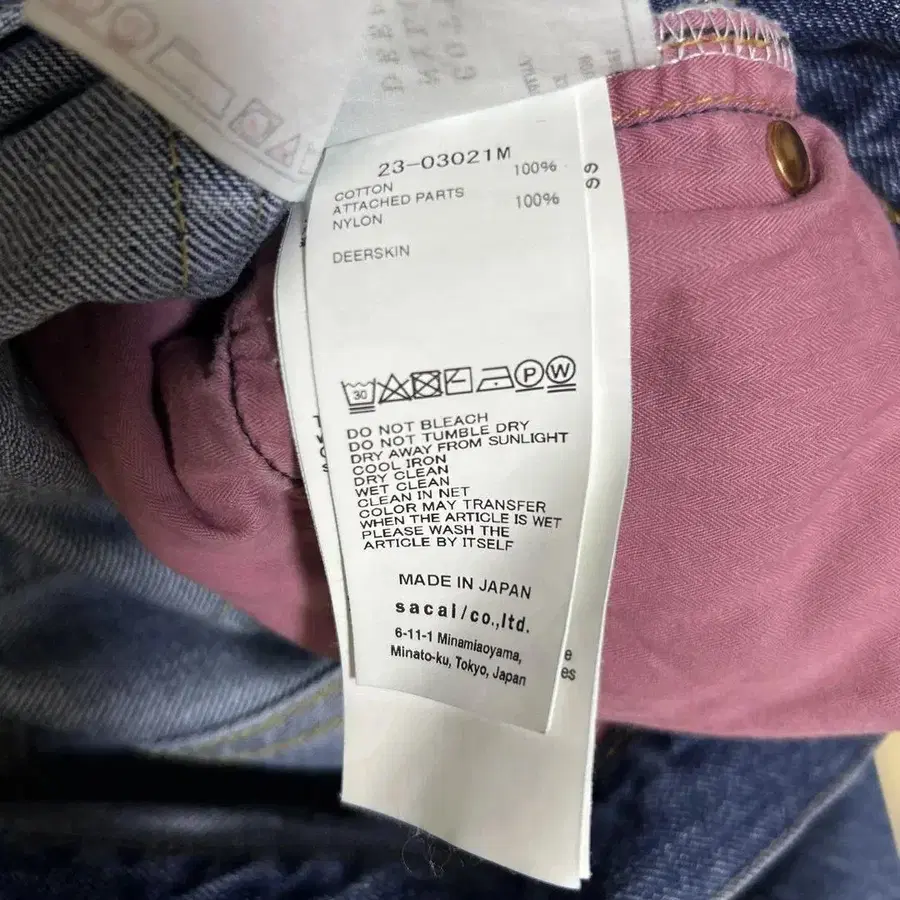 23-03021M
COTTON 100%
ATTACHED PARTS
NYLON 100%
DEERSKIN
99
30 P W
DO NOT BLEACH
DO NOT TUMBLE DRY
DRY AWAY FROM SUNLIGHT
COOL IRON
DRY CLEAN
WET CLEAN
CLEAN IN NET
COLOR MAY TRANSFER
WHEN THE ARTICLE IS WET
PLEASE WASH THE
ARTICLE BY ITSELF
MADE IN JAPAN
sacai/co.,ltd.
6-11-1 Minamiaoyama,
Minato-ku, Tokyo, Japan
e
es